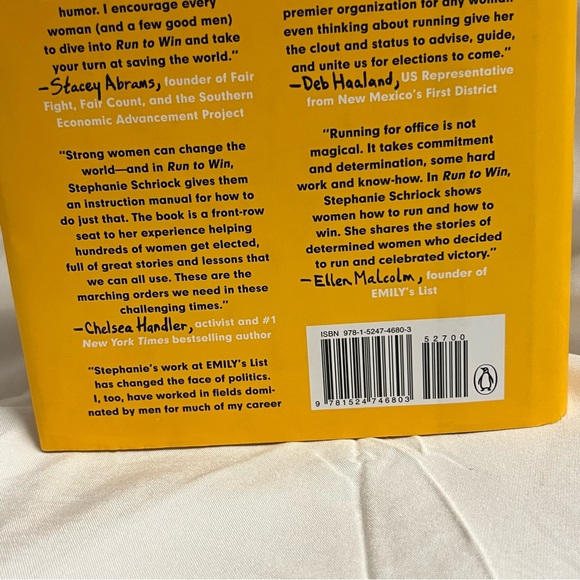 humor. I encourage every
woman (and a few good men)
to dive into Run to Win and take
your turn at saving the world."
—Stacey Abrams, founder of Fair
Fight, Fair Count, and the Southern
Economic Advancement Project
"Strong women can change the
world—and in Run to Win,
Stephanie Schriock gives them
an instruction manual for how to
do just that. The book is a front-row
seat to her experience helping
hundreds of women get elected,
full of great stories and lessons that
we can all use. These are the
marching orders we need in these
challenging times."
—Chelsea Handler, activist and #1
New York Times bestselling author
"Stephanie's work at EMILY's List
has changed the face of politics.
I, too, have worked in fields domi-
nated by men for much of my career
premier organization for any woman
even thinking about running give her
the clout and status to advise, guide,
and unite us for elections to come."
—Deb Haaland, US Representative
from New Mexico's First District
"Running for office is not
magical. It takes commitment
and determination, some hard
work and know-how. In Run to Win,
Stephanie Schriock shows
women how to run and how to
win. She shares the stories of
determined women who decided
to run and celebrated victory."
—Ellen Malcolm, founder of
EMILY's List
ISBN 978-1-5247-4680-3
52700
9 781524 746803